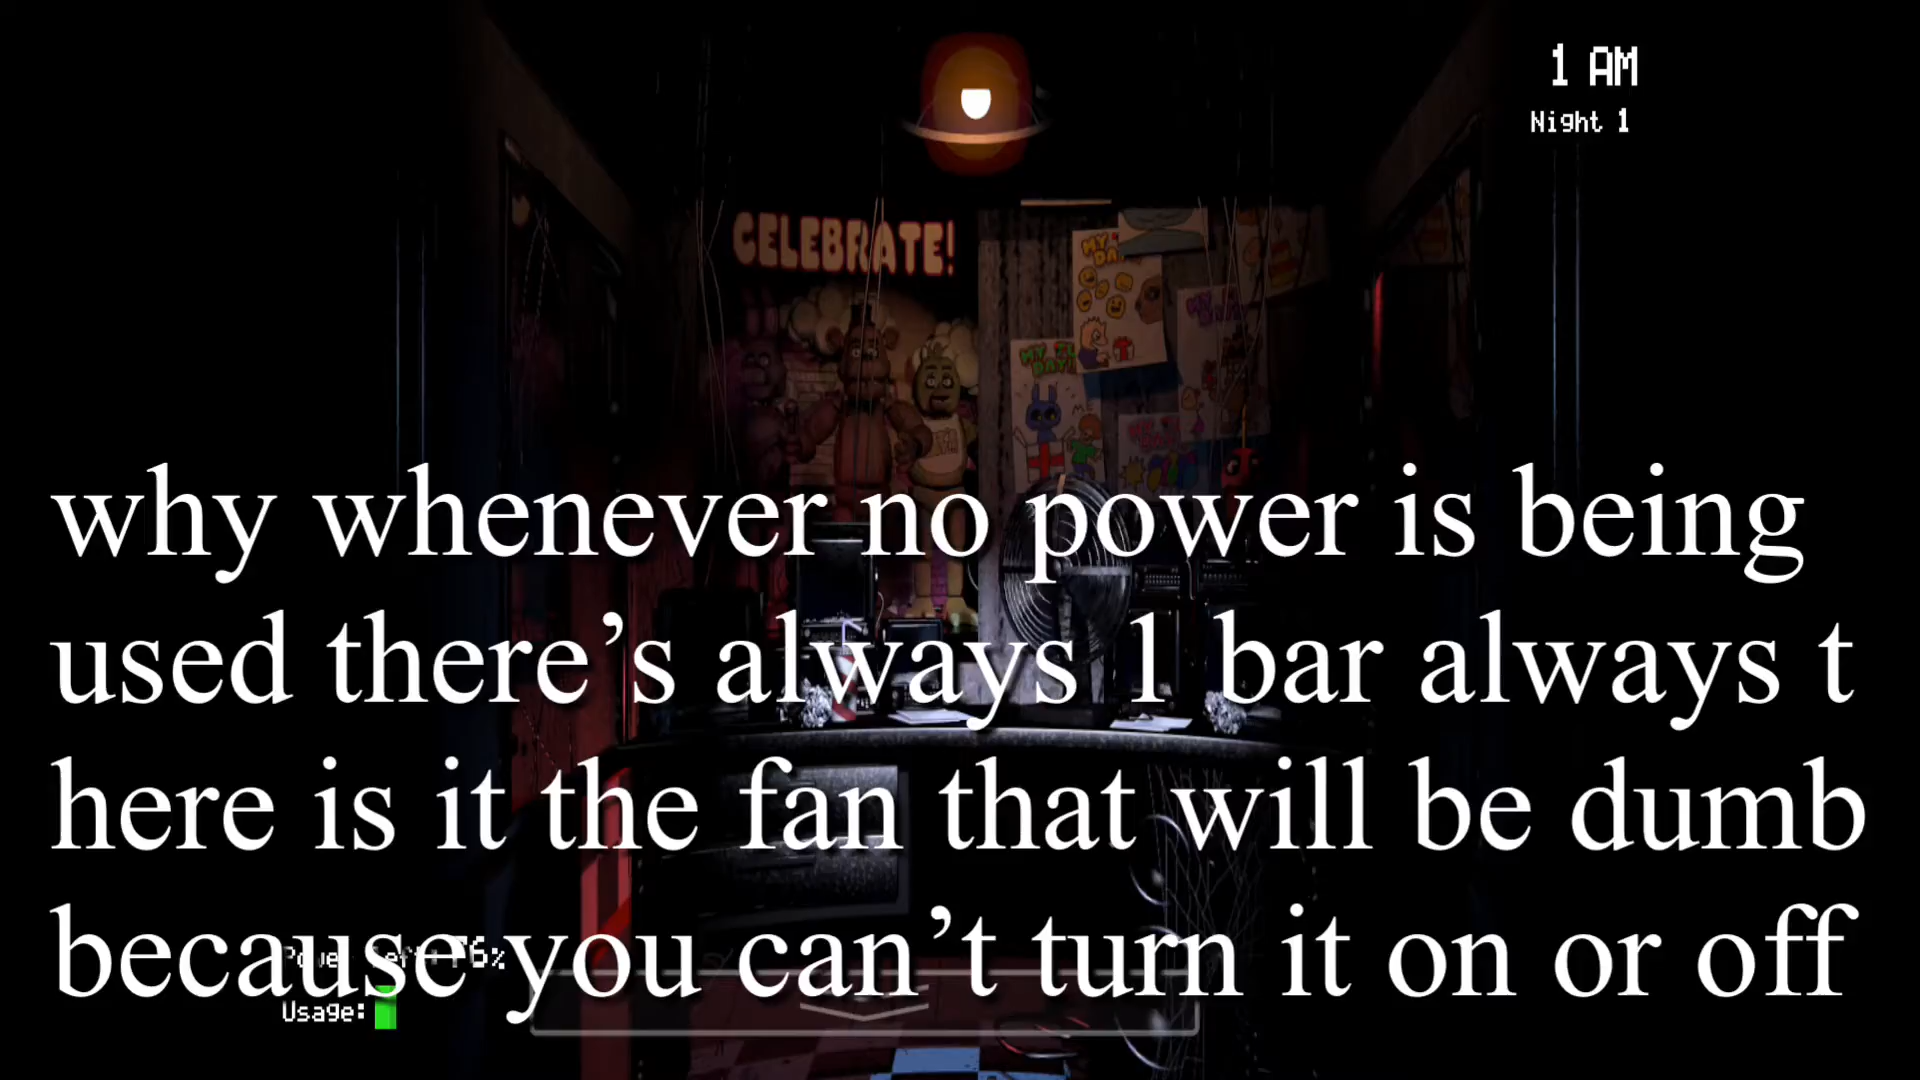 1 AM
Night 1
CELEBRATE!
why whenever no power is being
used there’s always 1 bar always t
here is it the fan that will be dumb
because you can’t turn it on or off
Usage: